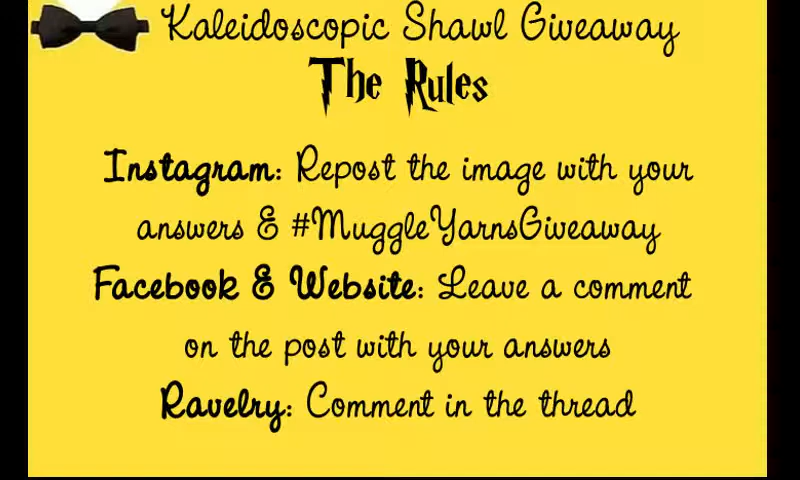 Kaleidoscopic Shawl Giveaway
The Rules
Instagram: Repost the image with your
answers & #MuggleYarnsGiveaway
Facebook & Website: Leave a comment
on the post with your answers
Ravelry: Comment in the thread